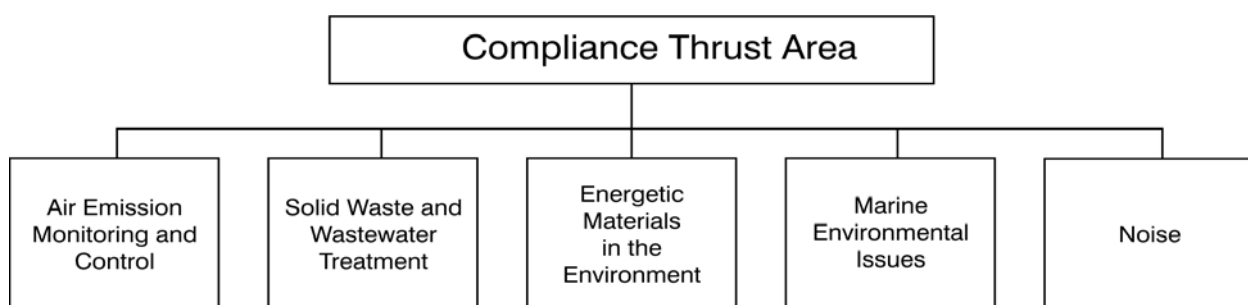 Compliance Thrust Area
Air Emission
Monitoring and
Control
Solid Waste and
Wastewater
Treatment
Energetic
Materials
in the
Environment
Marine
Environmental
Issues
Noise